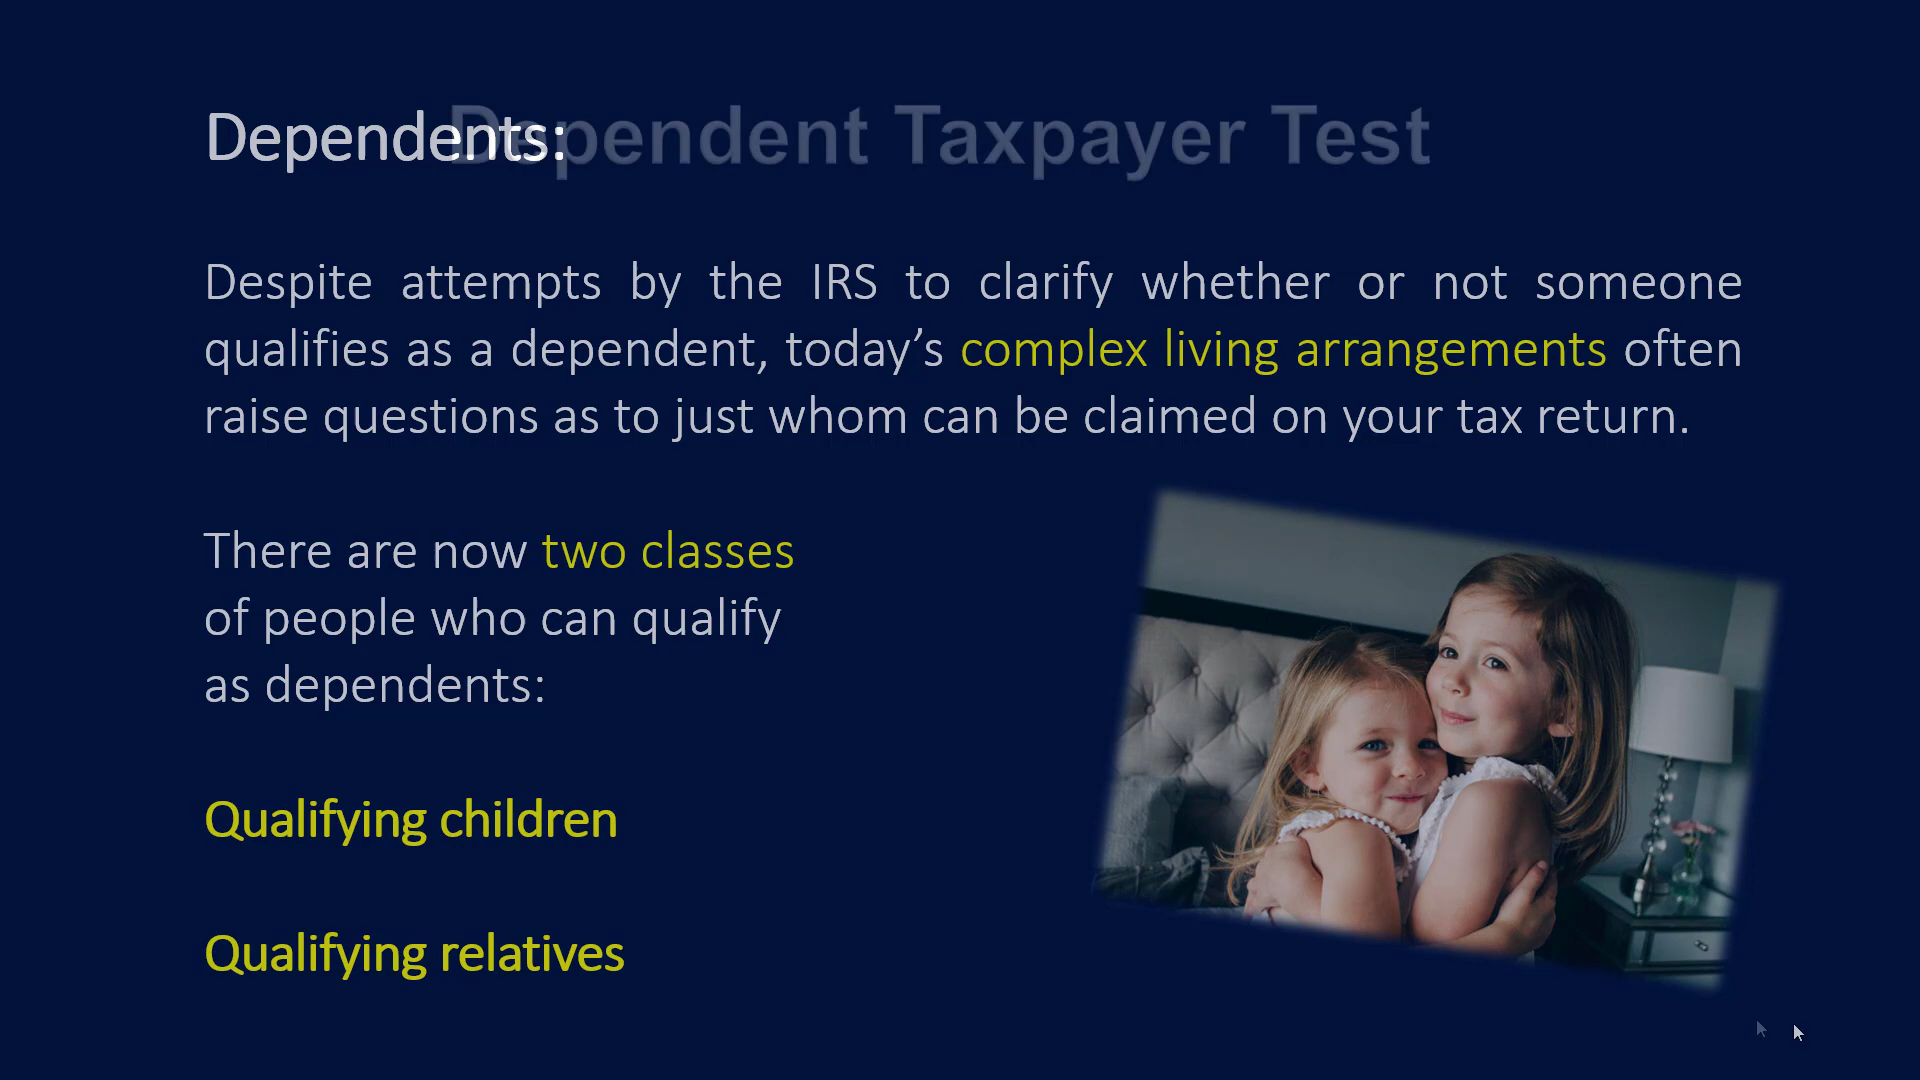 Dependents:
Dependent Taxpayer Test
Despite attempts by the IRS to clarify whether or not someone
qualifies as a dependent, today’s complex living arrangements often
raise questions as to just whom can be claimed on your tax return.
There are now two classes
of people who can qualify
as dependents:
Qualifying children
Qualifying relatives